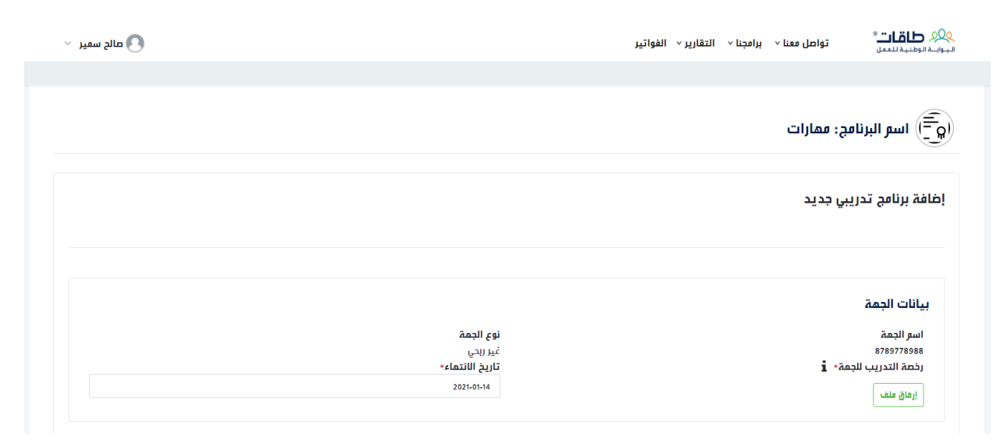 طاقات®
البوابة الوطنية للعمل
تواصل معنا برامجنا التقارير الفواتير
صالح سمير
اسم البرنامج: مهارات
إضافة برنامج تدريبي جديد
بيانات الجهة
اسم الجهة
8789778988
نوع الجهة
غير ربحي
رخصة التدريب للجهة* i
إرفاق ملف
تاريخ الانتهاء*
2021-01-14